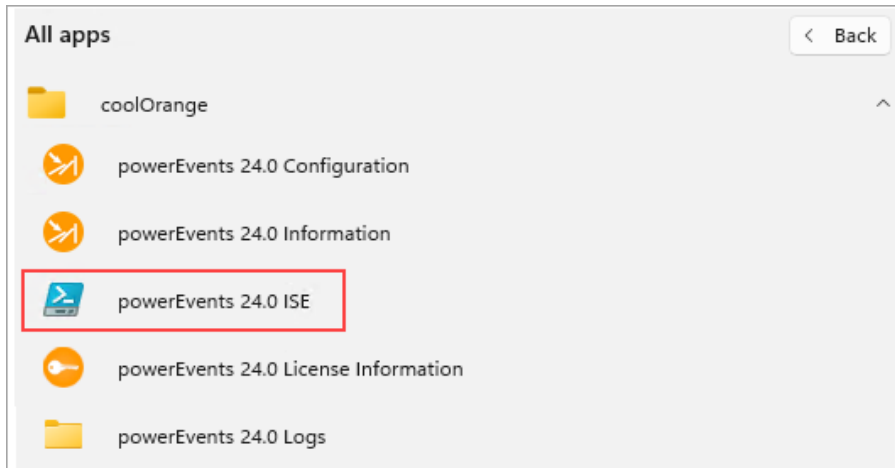 All apps
Back
coolOrange
powerEvents 24.0 Configuration
powerEvents 24.0 Information
powerEvents 24.0 ISE
powerEvents 24.0 License Information
powerEvents 24.0 Logs